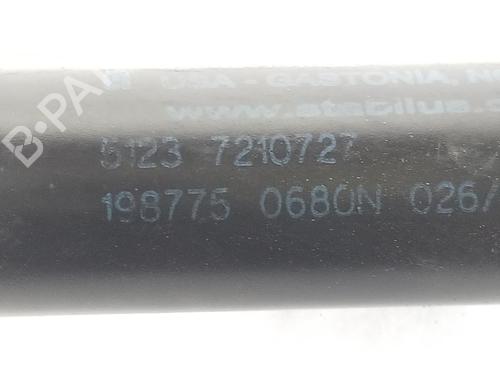 B-PA
USA - GASTONIA, N
www.stabilus.
5123 7210727
198775 0680N 026/